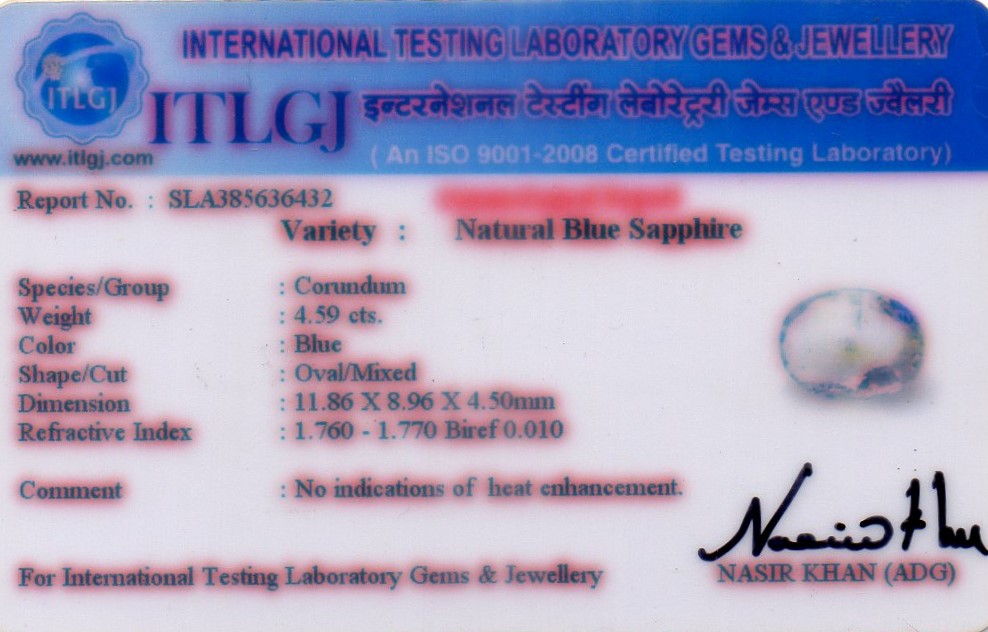 INTERNATIONAL TESTING LABORATORY GEMS & JEWELLERY
ITLGJ
ITLGJ इन्टरनेशनल टेस्टींग लेवोरेट्ररी जेम्स एण्ड ज्वैलरी
www.itlgj.com
( An ISO 9001-2008 Certified Testing Laboratory)
Report No. : SLA385636432
Variety : Natural Blue Sapphire
Species/Group : Corundum
Weight : 4.59 cts.
Color : Blue
Shape/Cut : Oval/Mixed
Dimension : 11.86 X 8.96 X 4.50mm
Refractive Index : 1.760 - 1.770 Biref 0.010
Comment : No indications of heat enhancement.
For International Testing Laboratory Gems & Jewellery
NASIR KHAN (ADG)